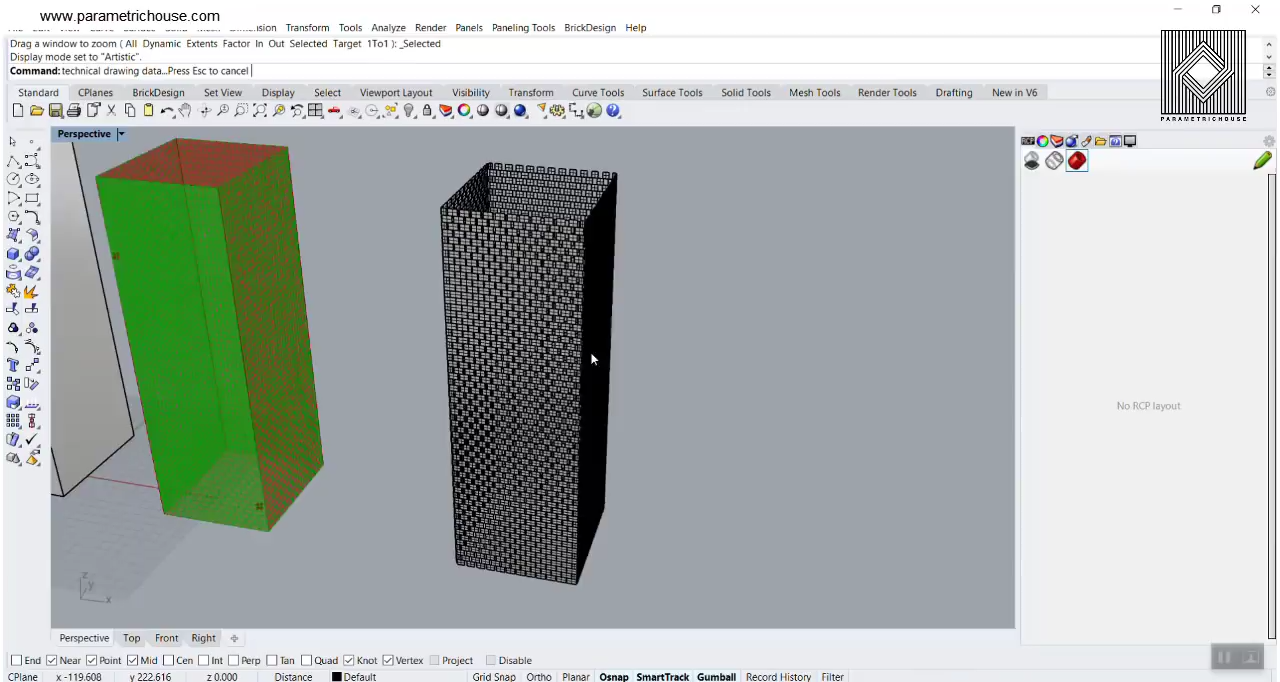 www.parametrichouse.com
Transform Tools Analyze Render Panels Paneling Tools BrickDesign Help
Drag a window to zoom ( All Dynamic Extents Factor In Out Selected Target 1To1 ): _Selected
Display mode set to "Artistic".
Command: technical drawing data...Press Esc to cancel
Standard CPlanes BrickDesign Set View Display Select Viewport Layout Visibility Transform Curve Tools Surface Tools Solid Tools Mesh Tools Render Tools Drafting New in V6
PARAMETRICHOUSE
Perspective
RCP
No RCP layout
z
y
x
Perspective Top Front Right
End Near Point Mid Cen Int Perp Tan Quad Knot Vertex Project Disable
CPlane x -119.608 y 222.616 z 0.000 Distance Default Grid Snap Ortho Planar Osnap SmartTrack Gumball Record History Filter